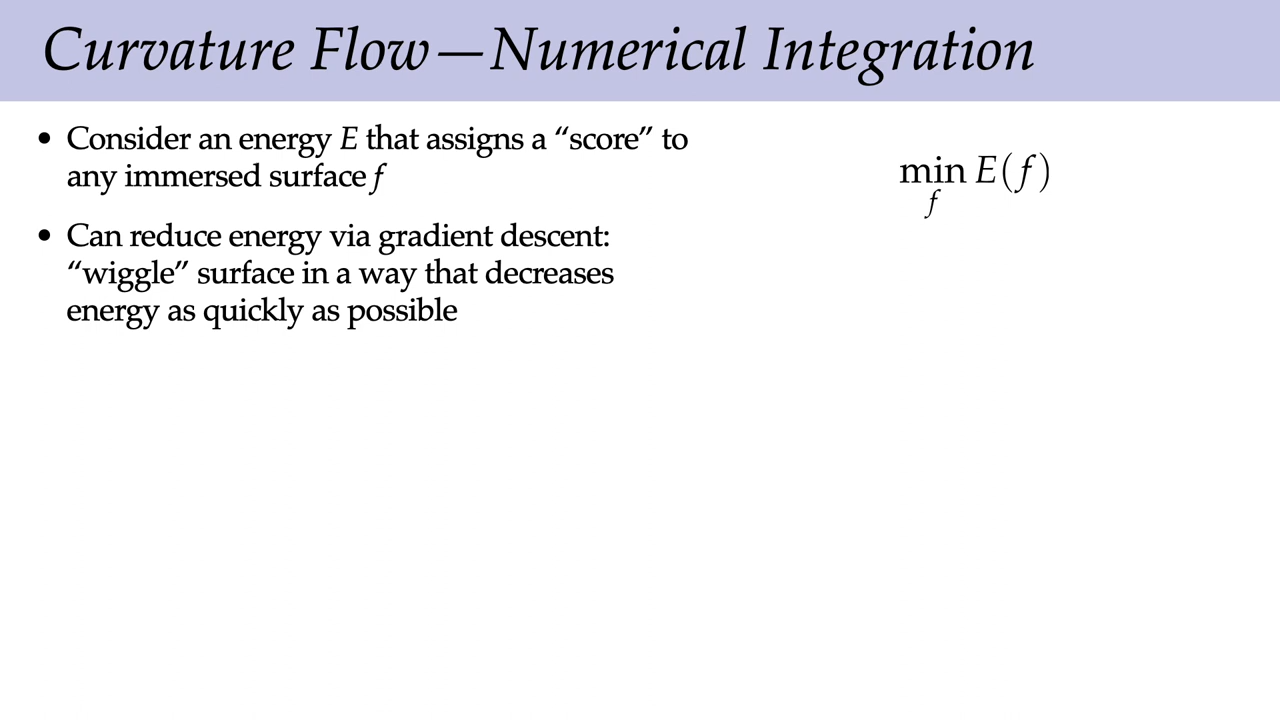 Curvature Flow—Numerical Integration
• Consider an energy E that assigns a “score” to
any immersed surface f
min E(f)
f
• Can reduce energy via gradient descent:
“wiggle” surface in a way that decreases
energy as quickly as possible